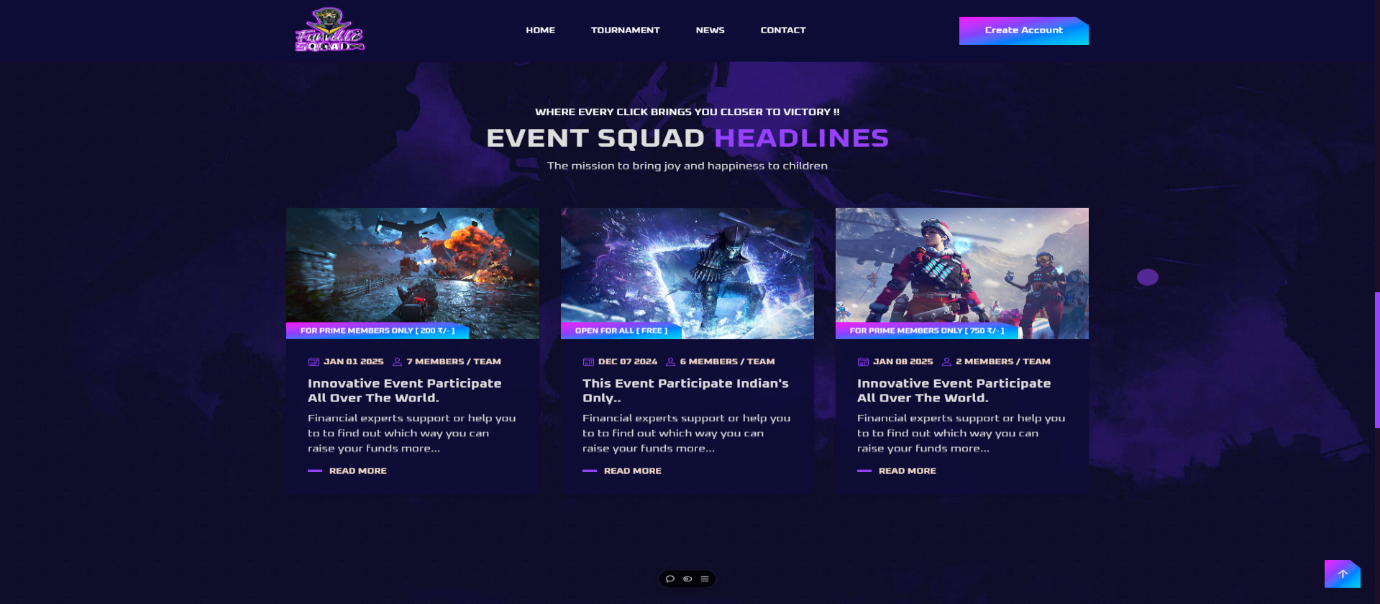 SQUAD
HOME
TOURNAMENT
NEWS
CONTACT
Create Account
WHERE EVERY CLICK BRINGS YOU CLOSER TO VICTORY !!
EVENT SQUAD HEADLINES
The mission to bring joy and happiness to children
FOR PRIME MEMBERS ONLY [ 200 ₹/- ]
JAN 01 2025 7 MEMBERS / TEAM
Innovative Event Participate
All Over The World.
Financial experts support or help you
to to find out which way you can
raise your funds more...
READ MORE
OPEN FOR ALL [ FREE ]
DEC 07 2024 6 MEMBERS / TEAM
This Event Participate Indian's
Only..
Financial experts support or help you
to to find out which way you can
raise your funds more...
READ MORE
FOR PRIME MEMBERS ONLY [ 750 ₹/- ]
JAN 08 2025 2 MEMBERS / TEAM
Innovative Event Participate
All Over The World.
Financial experts support or help you
to to find out which way you can
raise your funds more...
READ MORE